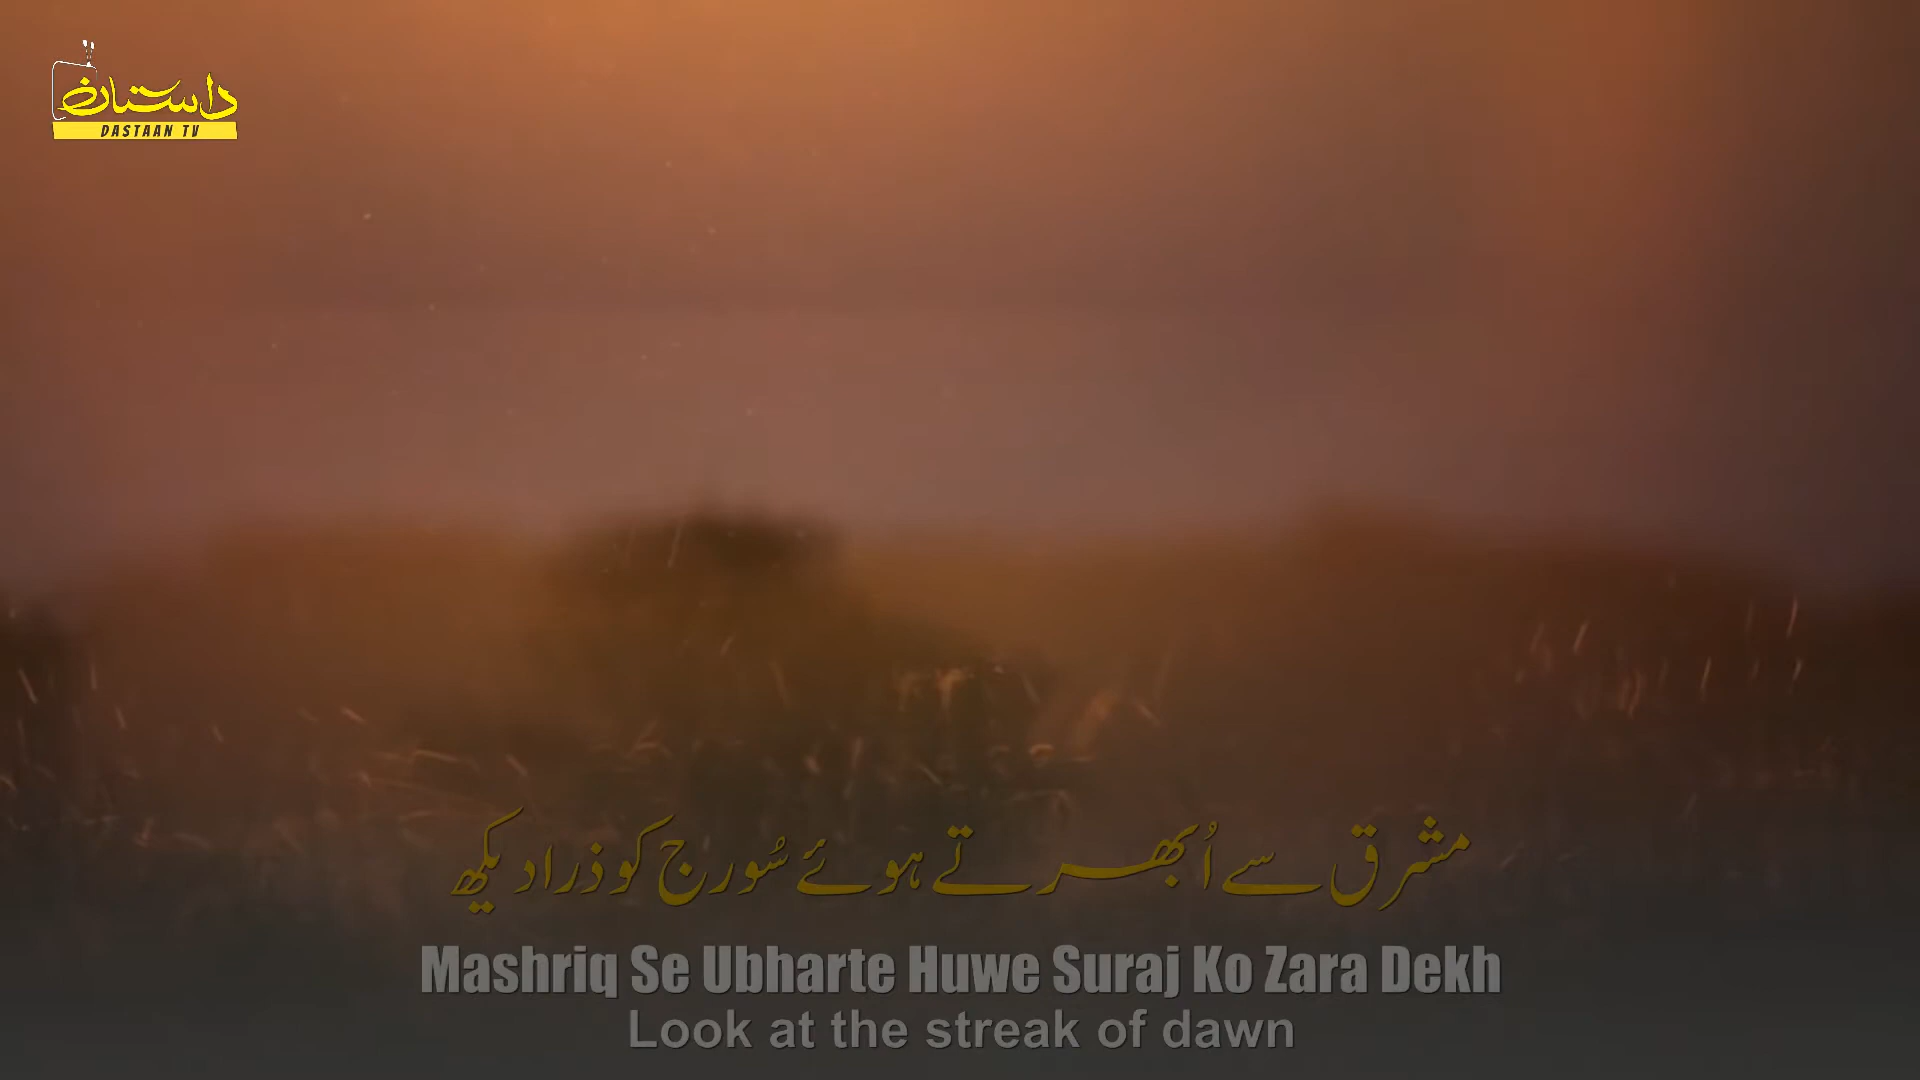 داستان
DASTAAN TV
مشرق سے اُبھرتے ہوئے سُورج کو ذرا دیکھ
Mashriq Se Ubharte Huwe Suraj Ko Zara Dekh
Look at the streak of dawn